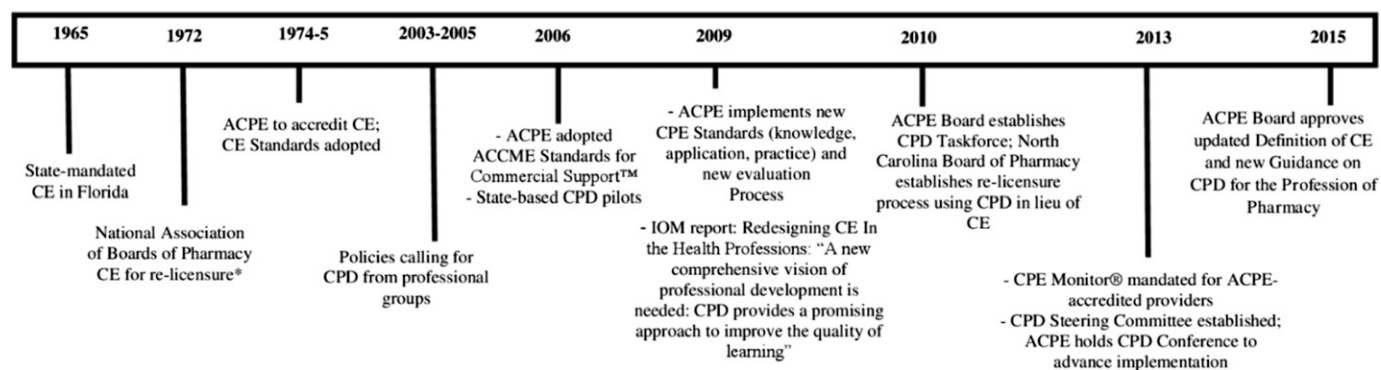 1965
1972
1974-5
2003-2005
2006
2009
2010
2013
2015
State-mandated
CE in Florida
National Association
of Boards of Pharmacy
CE for re-licensure*
ACPE to accredit CE;
CE Standards adopted
Policies calling for
CPD from professional
groups
- ACPE adopted
ACCME Standards for
Commercial Support™
- State-based CPD pilots
- ACPE implements new
CPE Standards (knowledge,
application, practice) and
new evaluation
Process
- IOM report: Redesigning CE In
the Health Professions: “A new
comprehensive vision of
professional development is
needed: CPD provides a promising
approach to improve the quality of
learning”
ACPE Board establishes
CPD Taskforce; North
Carolina Board of Pharmacy
establishes re-licensure
process using CPD in lieu of
CE
- CPE Monitor® mandated for ACPE-
accredited providers
- CPD Steering Committee established;
ACPE holds CPD Conference to
advance implementation
ACPE Board approves
updated Definition of CE
and new Guidance on
CPD for the Profession of
Pharmacy